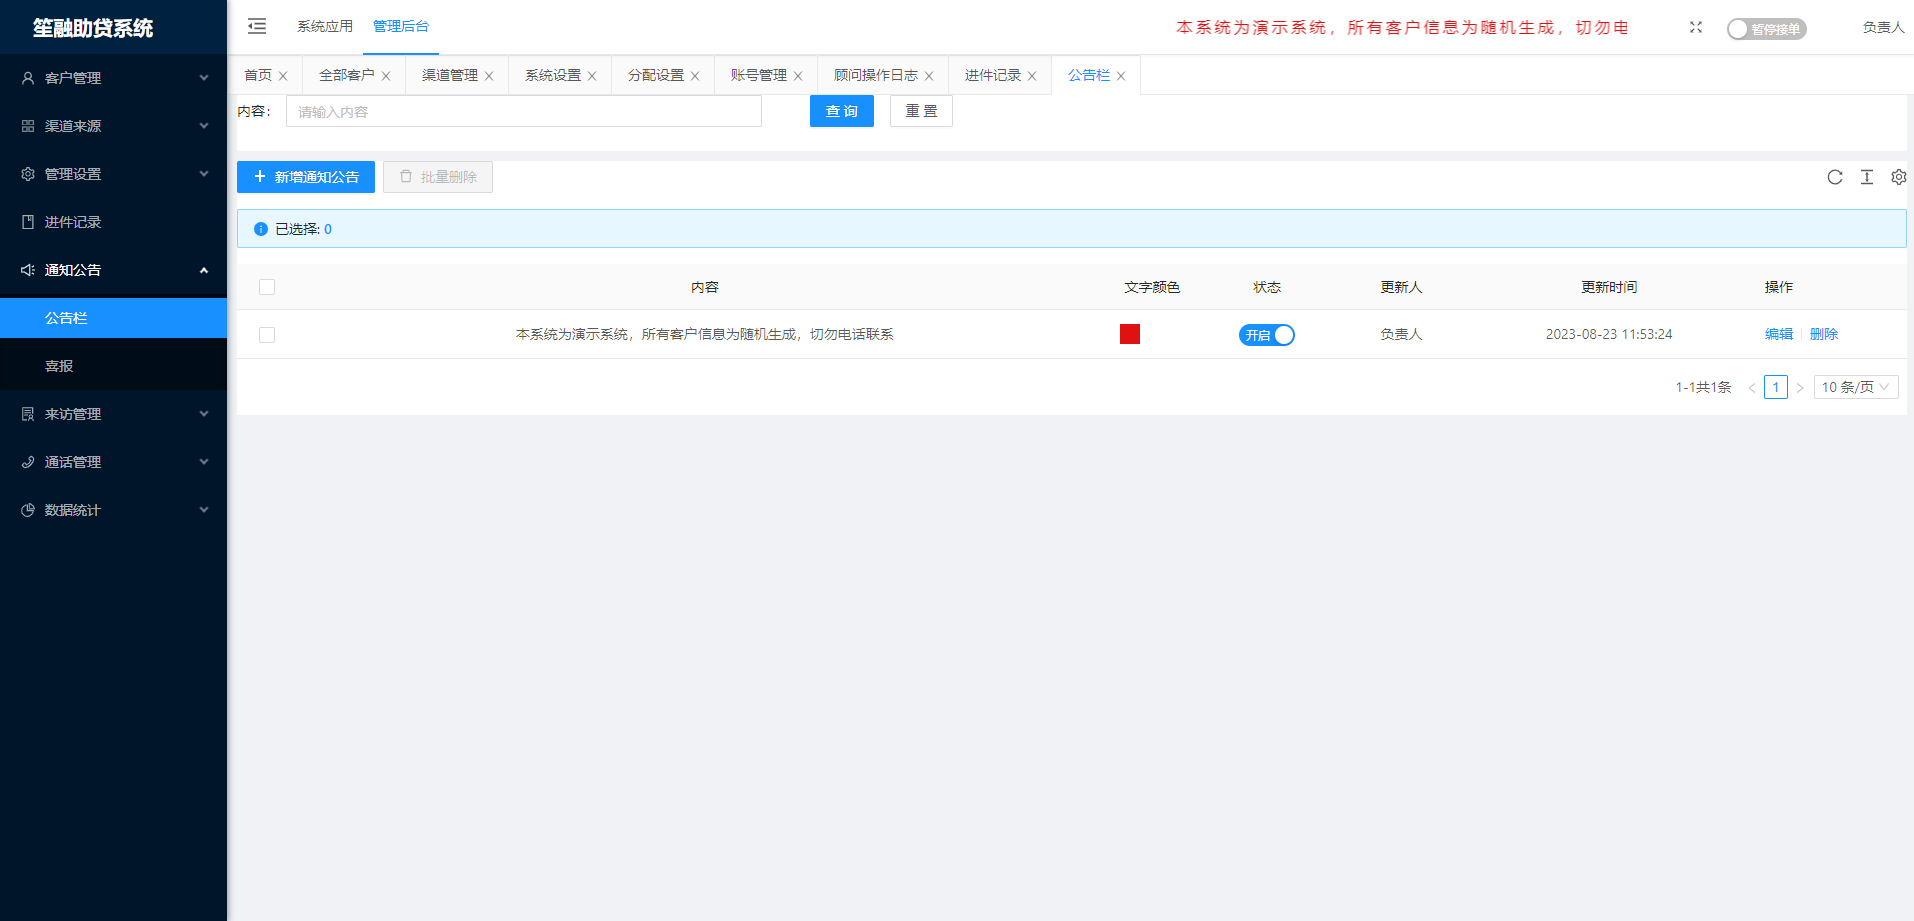 笙融助贷系统
系统应用 管理后台 本系统为演示系统，所有客户信息为随机生成，切勿电 暂停接单 负责人
客户管理
渠道来源
管理设置
进件记录
通知公告
公告栏
喜报
来访管理
通话管理
数据统计
首页 全部客户 渠道管理 系统设置 分配设置 账号管理 顾问操作日志 进件记录 公告栏
内容： 请输入内容 查 询 重 置
新增通知公告 批量删除
已选择: 0
内容 文字颜色 状态 更新人 更新时间 操作
本系统为演示系统，所有客户信息为随机生成，切勿电话联系 开启 负责人 2023-08-23 11:53:24 编辑 删除
1-1共1条 < 1 > 10 条/页